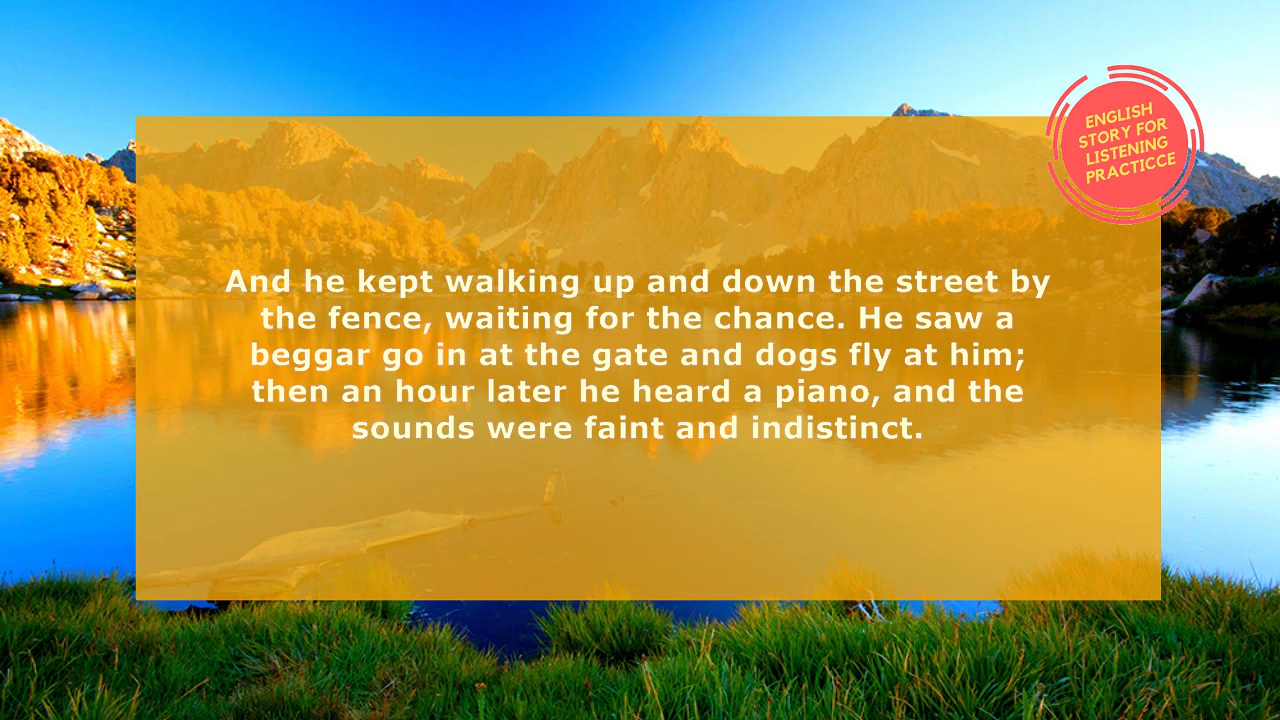 ENGLISH
STORY FOR
LISTENING
PRACTICCE
And he kept walking up and down the street by
the fence, waiting for the chance. He saw a
beggar go in at the gate and dogs fly at him;
then an hour later he heard a piano, and the
sounds were faint and indistinct.